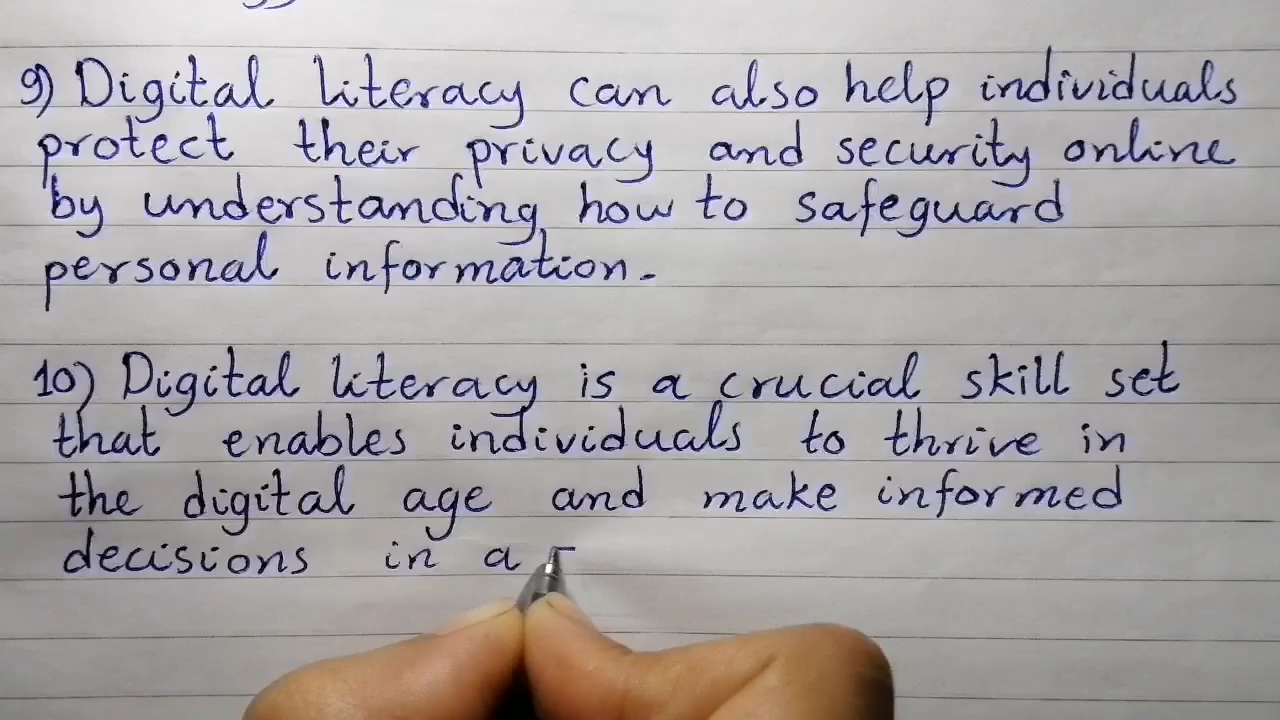 9) Digital literacy can also help individuals
protect their privacy and security online
by understanding how to safeguard
personal information.
10) Digital literacy is a crucial skill set
that enables individuals to thrive in
the digital age and make informed
decisions in a